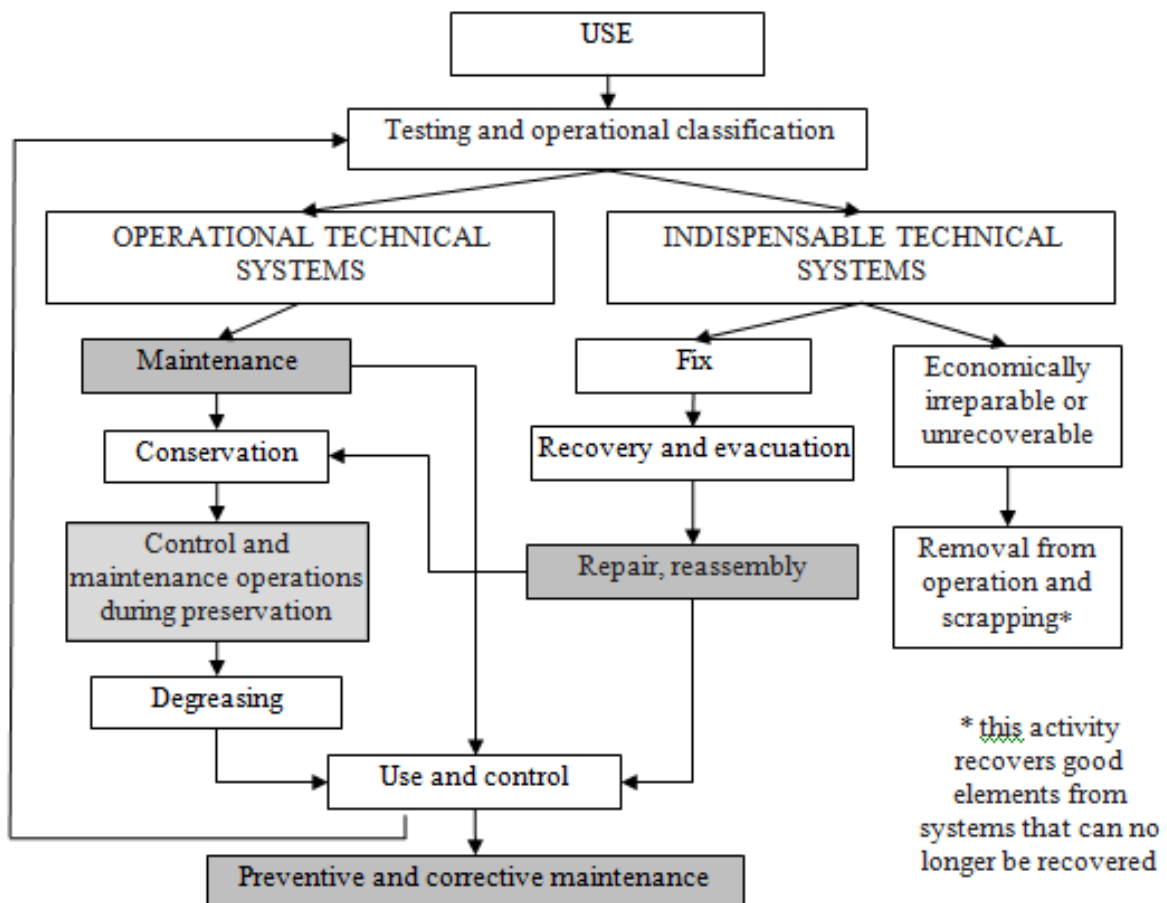 USE
Testing and operational classification
OPERATIONAL TECHNICAL
SYSTEMS
INDISPENSABLE TECHNICAL
SYSTEMS
Maintenance
Fix
Economically
irreparable or
unrecoverable
Conservation
Recovery and evacuation
Control and
maintenance operations
during preservation
Repair, reassembly
Removal from
operation and
scrapping*
Degreasing
Use and control
Preventive and corrective maintenance
* this activity
recovers good
elements from
systems that can no
longer be recovered